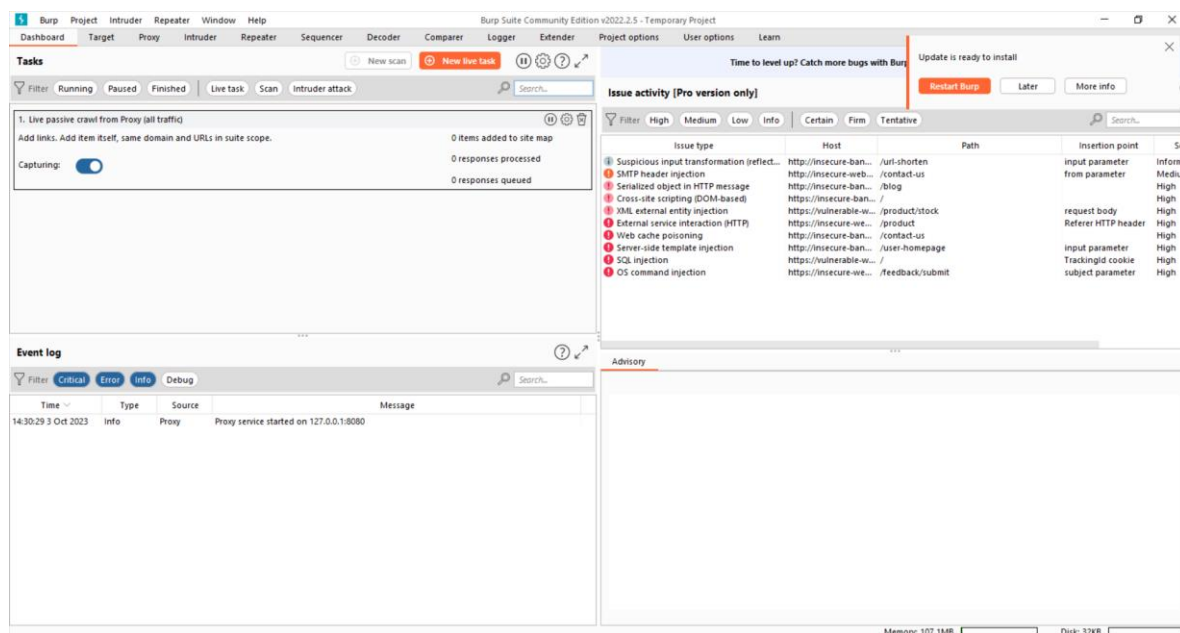 Burp Project Intruder Repeater Window Help Burp Suite Community Edition v2022.2.5 - Temporary Project
Dashboard Target Proxy Intruder Repeater Sequencer Decoder Comparer Logger Extender Project options User options Learn
Tasks New scan New live task
Filter Running Paused Finished Live task Scan Intruder attack Search...
1. Live passive crawl from Proxy (all traffic)
Add links. Add item itself, same domain and URLs in suite scope. 0 items added to site map
Capturing: 0 responses processed
0 responses queued
Event log
Filter Critical Error Info Debug Search...
Time Type Source Message
14:30:29 3 Oct 2023 Info Proxy Proxy service started on 127.0.0.1:8080
Time to level up? Catch more bugs with Burp
Update is ready to install
Restart Burp Later More info
Issue activity [Pro version only]
Filter High Medium Low Info Certain Firm Tentative Search...
Issue type Host Path Insertion point S
Suspicious input transformation (reflect... http://insecure-ban... /url-shorten input parameter Inform
SMTP header injection http://insecure-web... /contact-us from parameter Mediu
Serialized object in HTTP message http://insecure-ban... /blog High
Cross-site scripting (DOM-based) https://insecure-ban... / High
XML external entity injection https://vulnerable-w... /product/stock request body High
External service interaction (HTTP) https://insecure-we... /product Referer HTTP header High
Web cache poisoning http://insecure-ban... /contact-us High
Server-side template injection http://insecure-ban... /user-homepage input parameter High
SQL injection https://vulnerable-w... / TrackingId cookie High
OS command injection https://insecure-we... /feedback/submit subject parameter High
Advisory
Memory: 107.1MB Disk: 32KB